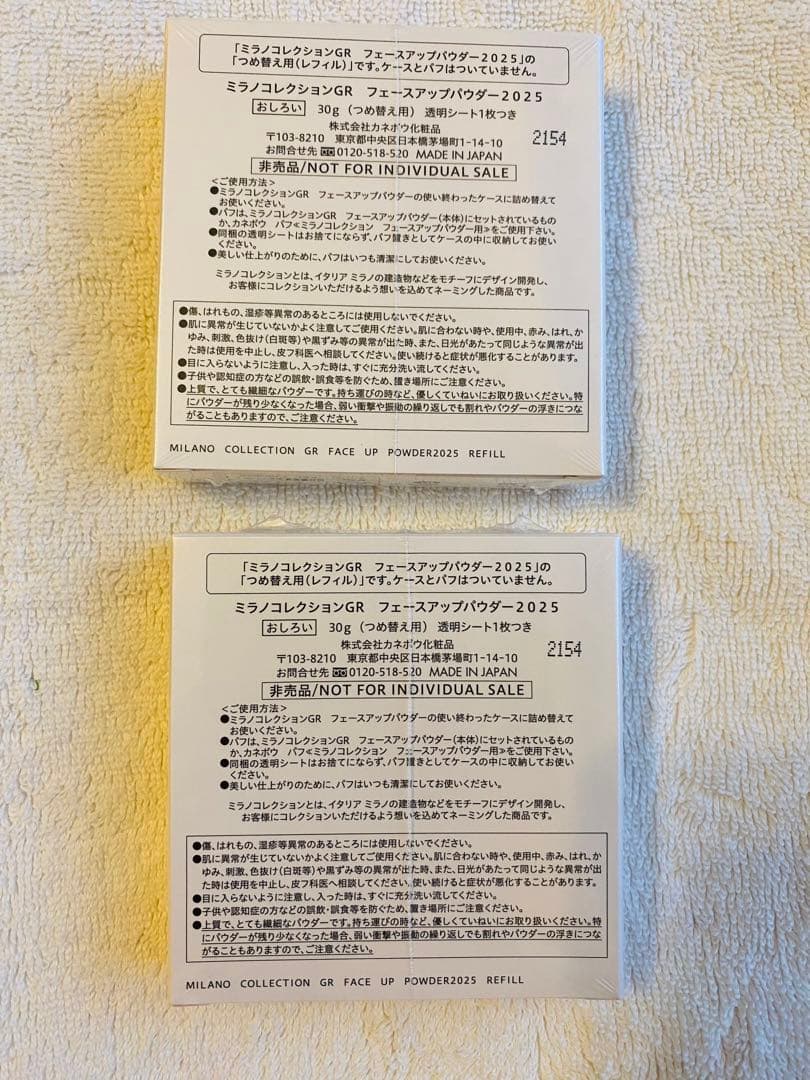 「ミラノコレクションGR　フェースアップパウダー2025」の
「つめ替え用(レフィル)」です。ケースとパフはついていません。
ミラノコレクションGR　フェースアップパウダー2025
おしろい　30g（つめ替え用）透明シート1枚つき
株式会社カネボウ化粧品
〒103-8210　東京都中央区日本橋茅場町1-14-10
お問合せ先 0120-518-520　MADE IN JAPAN
2154
非売品/NOT FOR INDIVIDUAL SALE
＜ご使用方法＞
●ミラノコレクションGR　フェースアップパウダーの使い終わったケースに詰め替えて
お使いください。
●パフは、ミラノコレクションGR　フェースアップパウダー(本体)にセットされているもの
か、カネボウ　パフ≪ミラノコレクション　フェースアップパウダー用≫をご使用下さい。
●同梱の透明シートはお捨てにならず、パフ置きとしてケースの中に収納してお使い
ください。
●美しい仕上がりのために、パフはいつも清潔にしてお使いください。
ミラノコレクションとは、イタリア ミラノの建造物などをモチーフにデザイン開発し、
お客様にコレクションいただけるよう想いを込めてネーミングした商品です。
●傷、はれもの、湿疹等異常のあるところには使用しないでください。
●肌に異常が生じていないかよく注意してご使用ください。肌に合わない時や、使用中、赤み、はれ、か
ゆみ、刺激、色抜け(白斑等)や黒ずみ等の異常が出た時、また、日光があたって同じような異常が出
た時は使用を中止し、皮フ科医へ相談してください。使い続けると症状が悪化することがあります。
●目に入らないように注意し、入った時は、すぐに充分洗い流してください。
●子供や認知症の方などの誤飲・誤食等を防ぐため、置き場所にご注意ください。
●上質で、とても繊細なパウダーです。持ち運びの時など、優しくていねいにお取り扱いください。特
にパウダーが残り少なくなった場合、弱い衝撃や振動の繰り返しでも割れやパウダーの浮きにつな
がることもありますので、ご注意ください。
MILANO COLLECTION GR FACE UP POWDER2025 REFILL
「ミラノコレクションGR　フェースアップパウダー2025」の
「つめ替え用(レフィル)」です。ケースとパフはついていません。
ミラノコレクションGR　フェースアップパウダー2025
おしろい　30g（つめ替え用）透明シート1枚つき
株式会社カネボウ化粧品
〒103-8210　東京都中央区日本橋茅場町1-14-10
お問合せ先 0120-518-520　MADE IN JAPAN
2154
非売品/NOT FOR INDIVIDUAL SALE
＜ご使用方法＞
●ミラノコレクションGR　フェースアップパウダーの使い終わったケースに詰め替えて
お使いください。
●パフは、ミラノコレクションGR　フェースアップパウダー(本体)にセットされているもの
か、カネボウ　パフ≪ミラノコレクション　フェースアップパウダー用≫をご使用下さい。
●同梱の透明シートはお捨てにならず、パフ置きとしてケースの中に収納してお使い
ください。
●美しい仕上がりのために、パフはいつも清潔にしてお使いください。
ミラノコレクションとは、イタリア ミラノの建造物などをモチーフにデザイン開発し、
お客様にコレクションいただけるよう想いを込めてネーミングした商品です。
●傷、はれもの、湿疹等異常のあるところには使用しないでください。
●肌に異常が生じていないかよく注意してご使用ください。肌に合わない時や、使用中、赤み、はれ、か
ゆみ、刺激、色抜け(白斑等)や黒ずみ等の異常が出た時、また、日光があたって同じような異常が出
た時は使用を中止し、皮フ科医へ相談してください。使い続けると症状が悪化することがあります。
●目に入らないように注意し、入った時は、すぐに充分洗い流してください。
●子供や認知症の方などの誤飲・誤食等を防ぐため、置き場所にご注意ください。
●上質で、とても繊細なパウダーです。持ち運びの時など、優しくていねいにお取り扱いください。特
にパウダーが残り少なくなった場合、弱い衝撃や振動の繰り返しでも割れやパウダーの浮きにつな
がることもありますので、ご注意ください。
MILANO COLLECTION GR FACE UP POWDER2025 REFILL